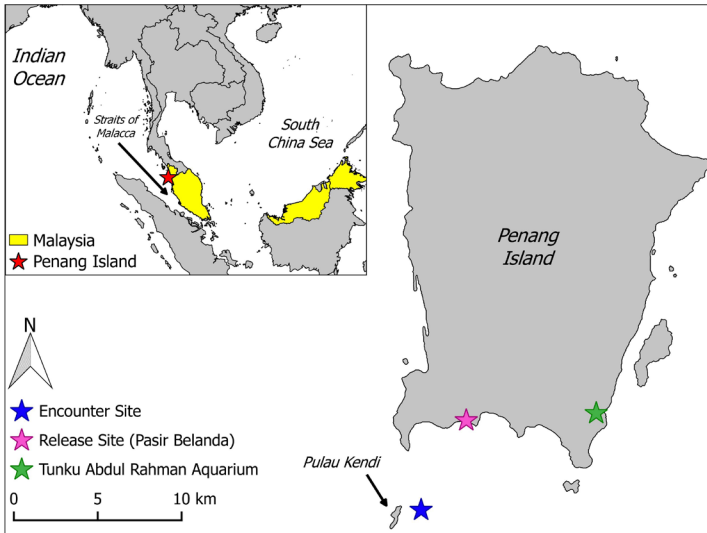 Indian
Ocean
Straits of
Malacca
South
China Sea
Malaysia
Penang Island
Penang
Island
N
Encounter Site
Release Site (Pasir Belanda)
Tunku Abdul Rahman Aquarium
Pulau Kendi
0 5 10 km